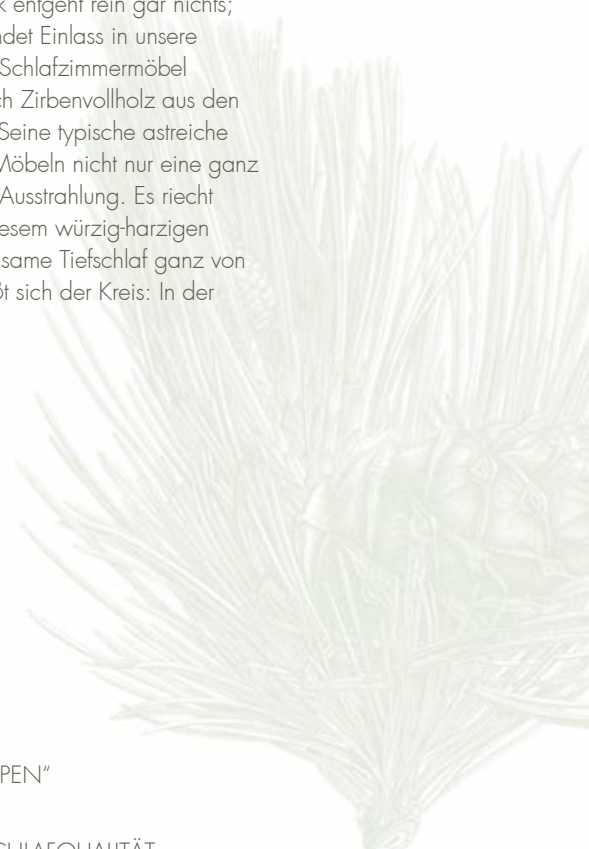 k entgeht rein gar nichts;
ndet Einlass in unsere
Schlafzimmermöbel
ch Zirbenvollholz aus den
Seine typische astreiche
Möbeln nicht nur eine ganz
Ausstrahlung. Es riecht
esem würzig-harzigen
same Tiefschlaf ganz von
ßt sich der Kreis: In der
PEN“
CHLAFQUALITÄT